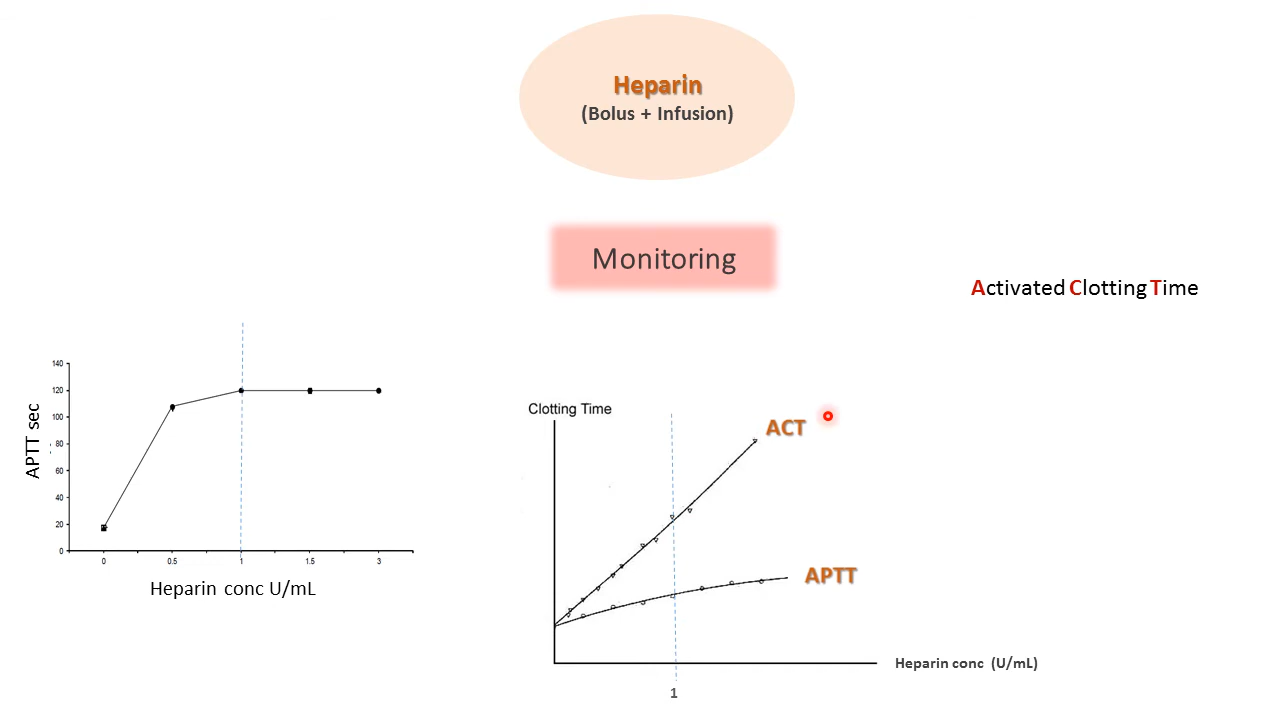 Heparin
(Bolus + Infusion)
Monitoring
Activated Clotting Time
140
120
100
80
60
40
20
0
APTT sec
0 0.5 1 1.5 3
Heparin conc U/mL
Clotting Time
ACT
APTT
Heparin conc (U/mL)
1